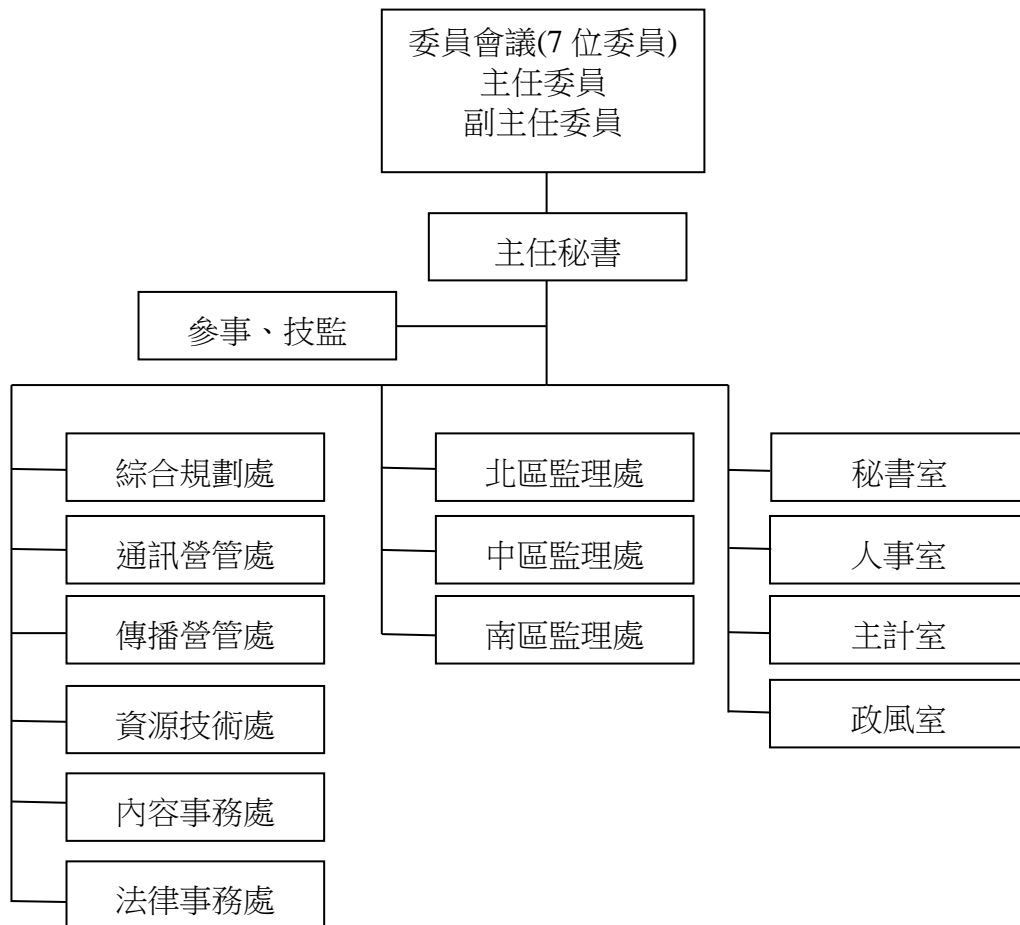 委員會議(7 位委員)
主任委員
副主任委員
主任秘書
參事、技監
綜合規劃處
通訊營管處
傳播營管處
資源技術處
內容事務處
法律事務處
北區監理處
中區監理處
南區監理處
秘書室
人事室
主計室
政風室